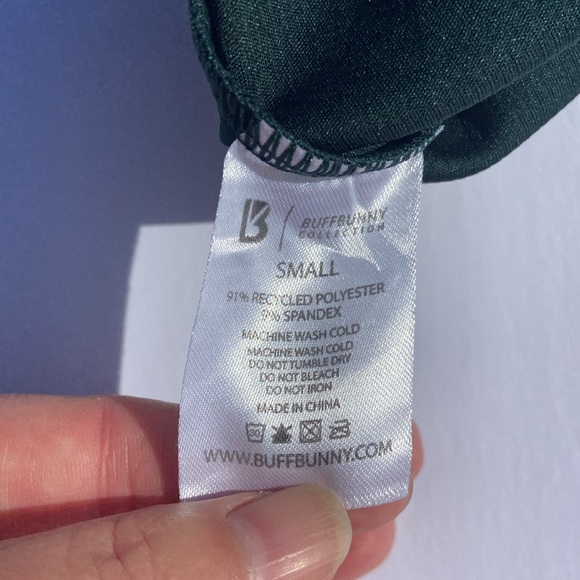 B / BUFFBUNNY
COLLECTION
SMALL
91% RECYCLED POLYESTER
9% SPANDEX
MACHINE WASH COLD
MACHINE WASH COLD
DO NOT TUMBLE DRY
DO NOT BLEACH
DO NOT IRON
MADE IN CHINA
30
WWW.BUFFBUNNY.COM